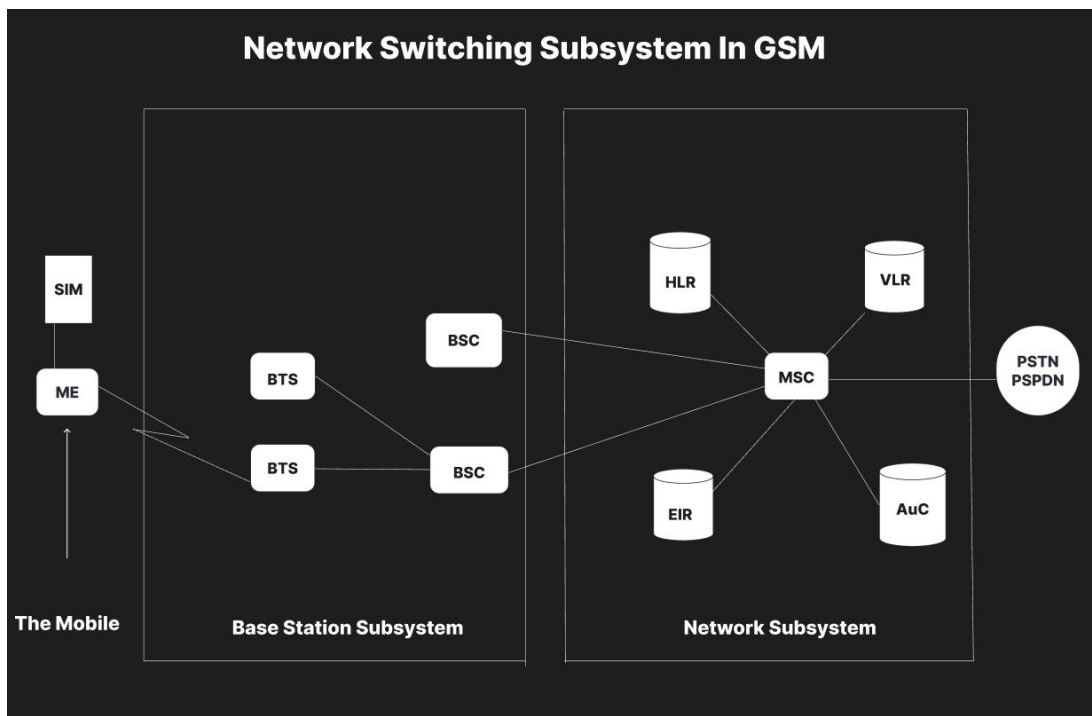 Network Switching Subsystem In GSM
SIM
ME
The Mobile
BTS
BTS
BSC
BSC
Base Station Subsystem
HLR
VLR
MSC
EIR
AuC
Network Subsystem
PSTN
PSPDN